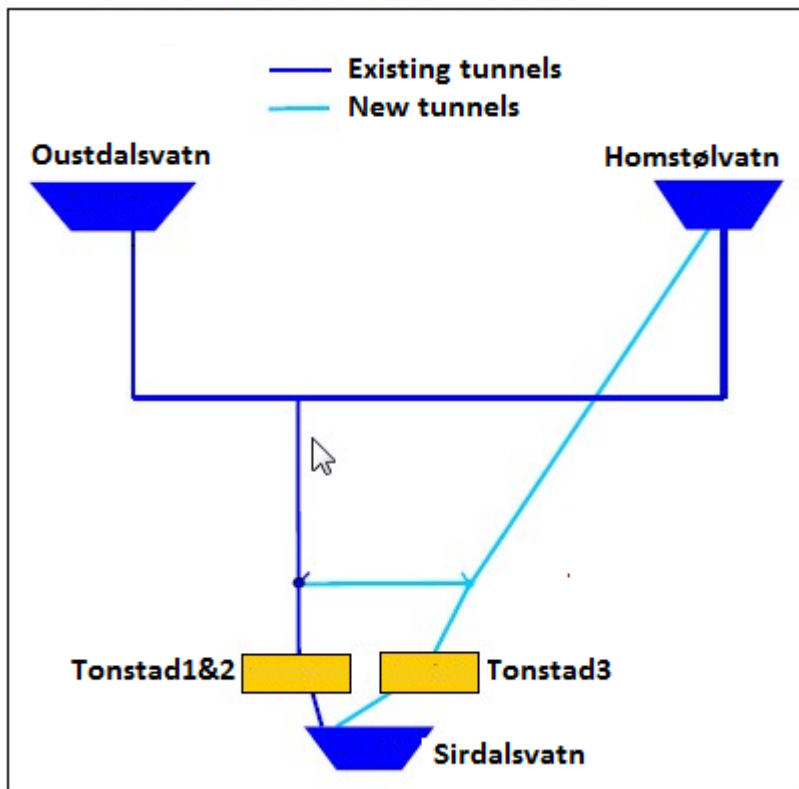 Existing tunnels
New tunnels
Oustdalsvatn
Homstølvatn
Tonstad1&2
Tonstad3
Sirdalsvatn